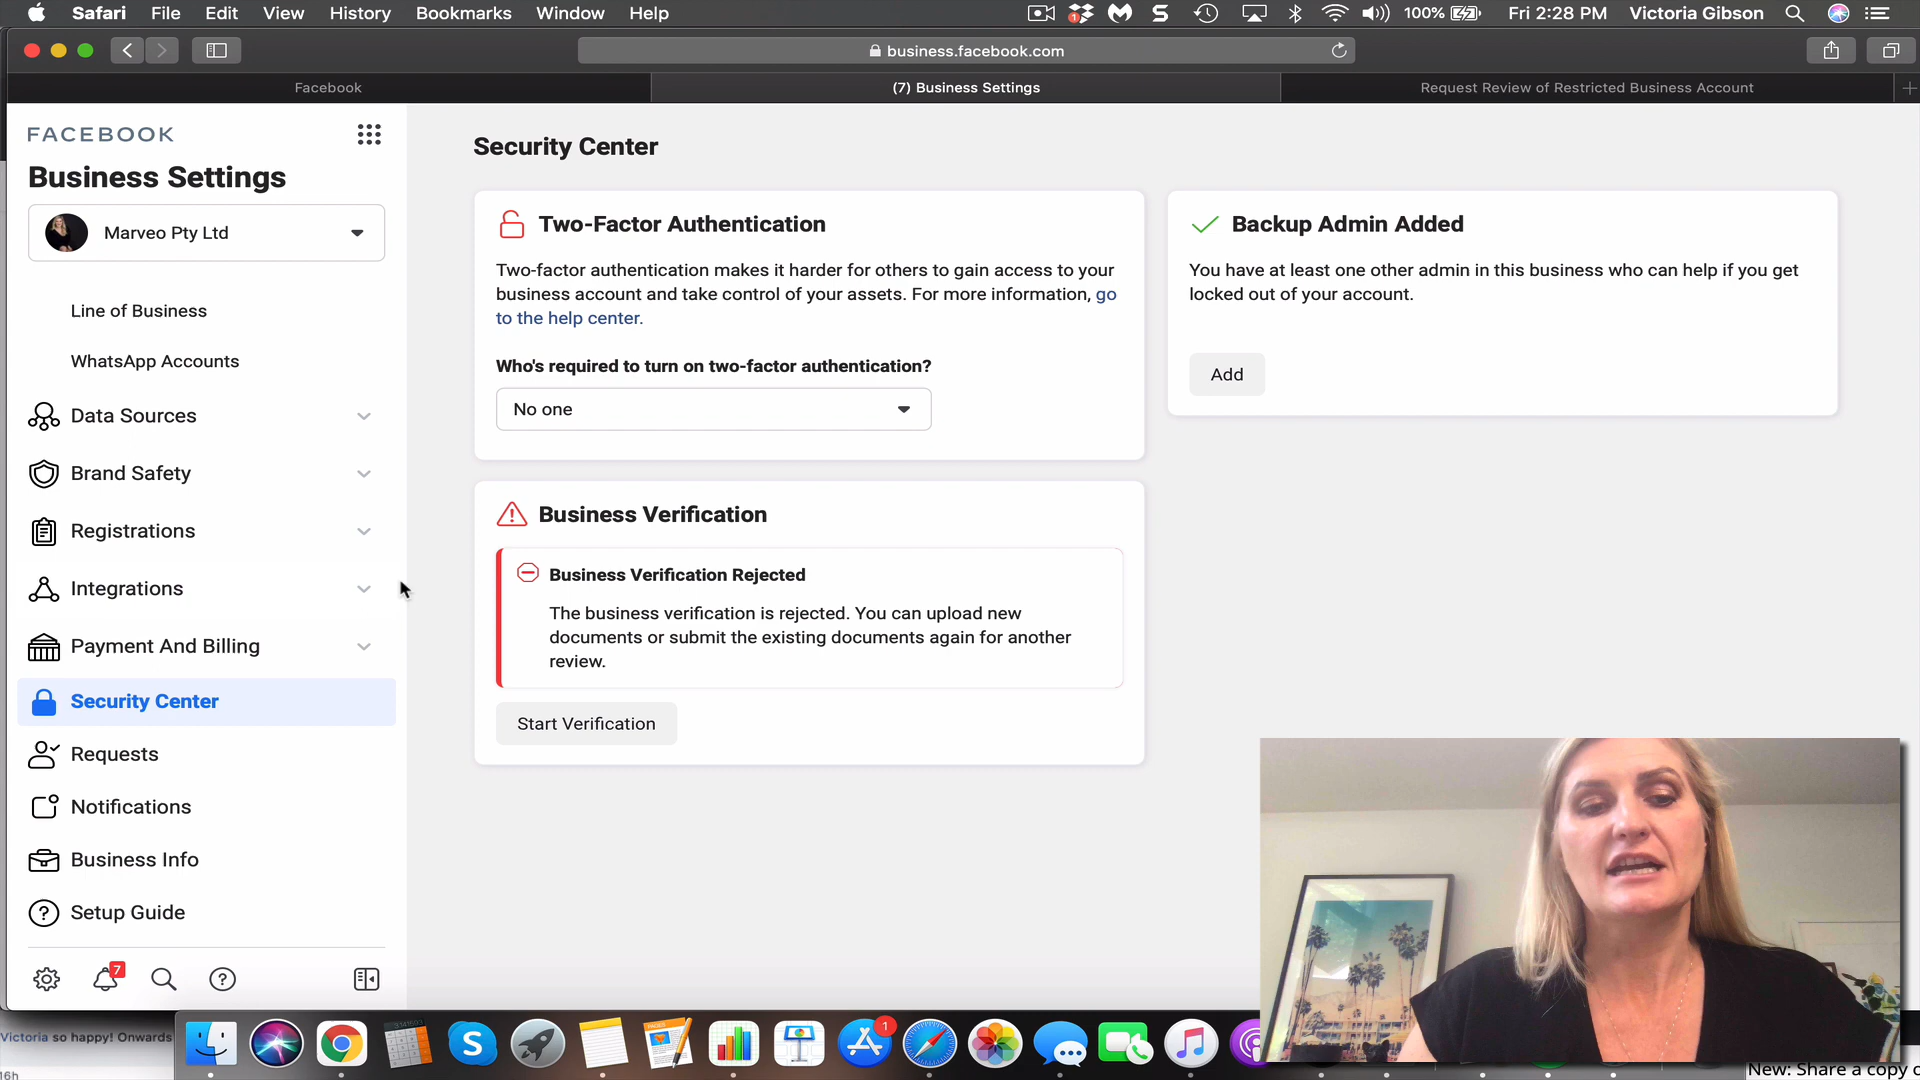 Safari File Edit View History Bookmarks Window Help
1
100%
Fri 2:28 PM Victoria Gibson
business.facebook.com
Facebook
(7) Business Settings
Request Review of Restricted Business Account
FACEBOOK
Business Settings
Marveo Pty Ltd
Line of Business
WhatsApp Accounts
Data Sources
Brand Safety
Registrations
Integrations
Payment And Billing
Security Center
Requests
Notifications
Business Info
Setup Guide
7
Security Center
Two-Factor Authentication
Two-factor authentication makes it harder for others to gain access to your
business account and take control of your assets. For more information, go
to the help center.
Who's required to turn on two-factor authentication?
No one
Backup Admin Added
You have at least one other admin in this business who can help if you get
locked out of your account.
Add
Business Verification
Business Verification Rejected
The business verification is rejected. You can upload new
documents or submit the existing documents again for another
review.
Start Verification
Victoria so happy! Onwards
16h
PAGES
1
New: Share a copy o